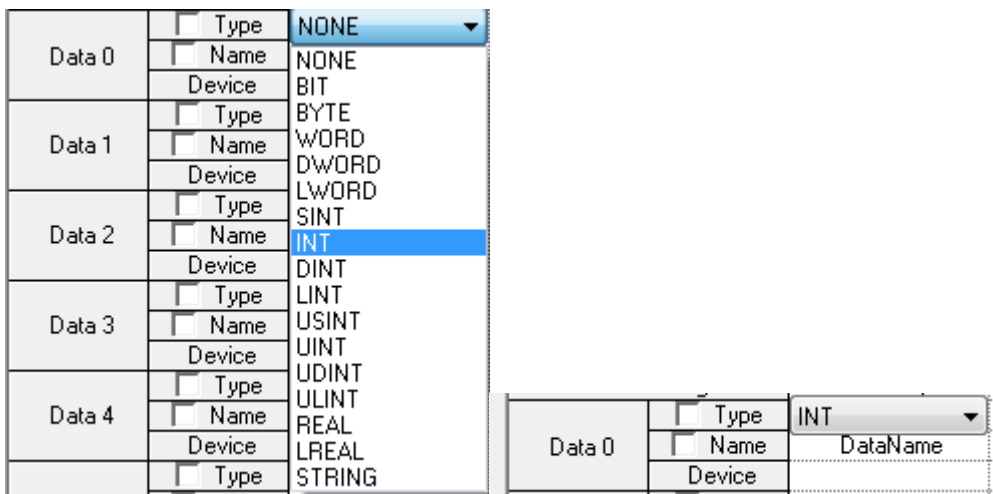 Type NONE
Data 0 Name NONE
Device BIT
Type BYTE
Data 1 Name WORD
Device DWORD
Type LWORD
SINT
Data 2 Name INT
Device DINT
Type LINT
Data 3 Name USINT
Device UINT
Type UDINT
Data 4 Name ULINT
REAL
Device LREAL
Type STRING
Type INT
Data 0 Name DataName
Device